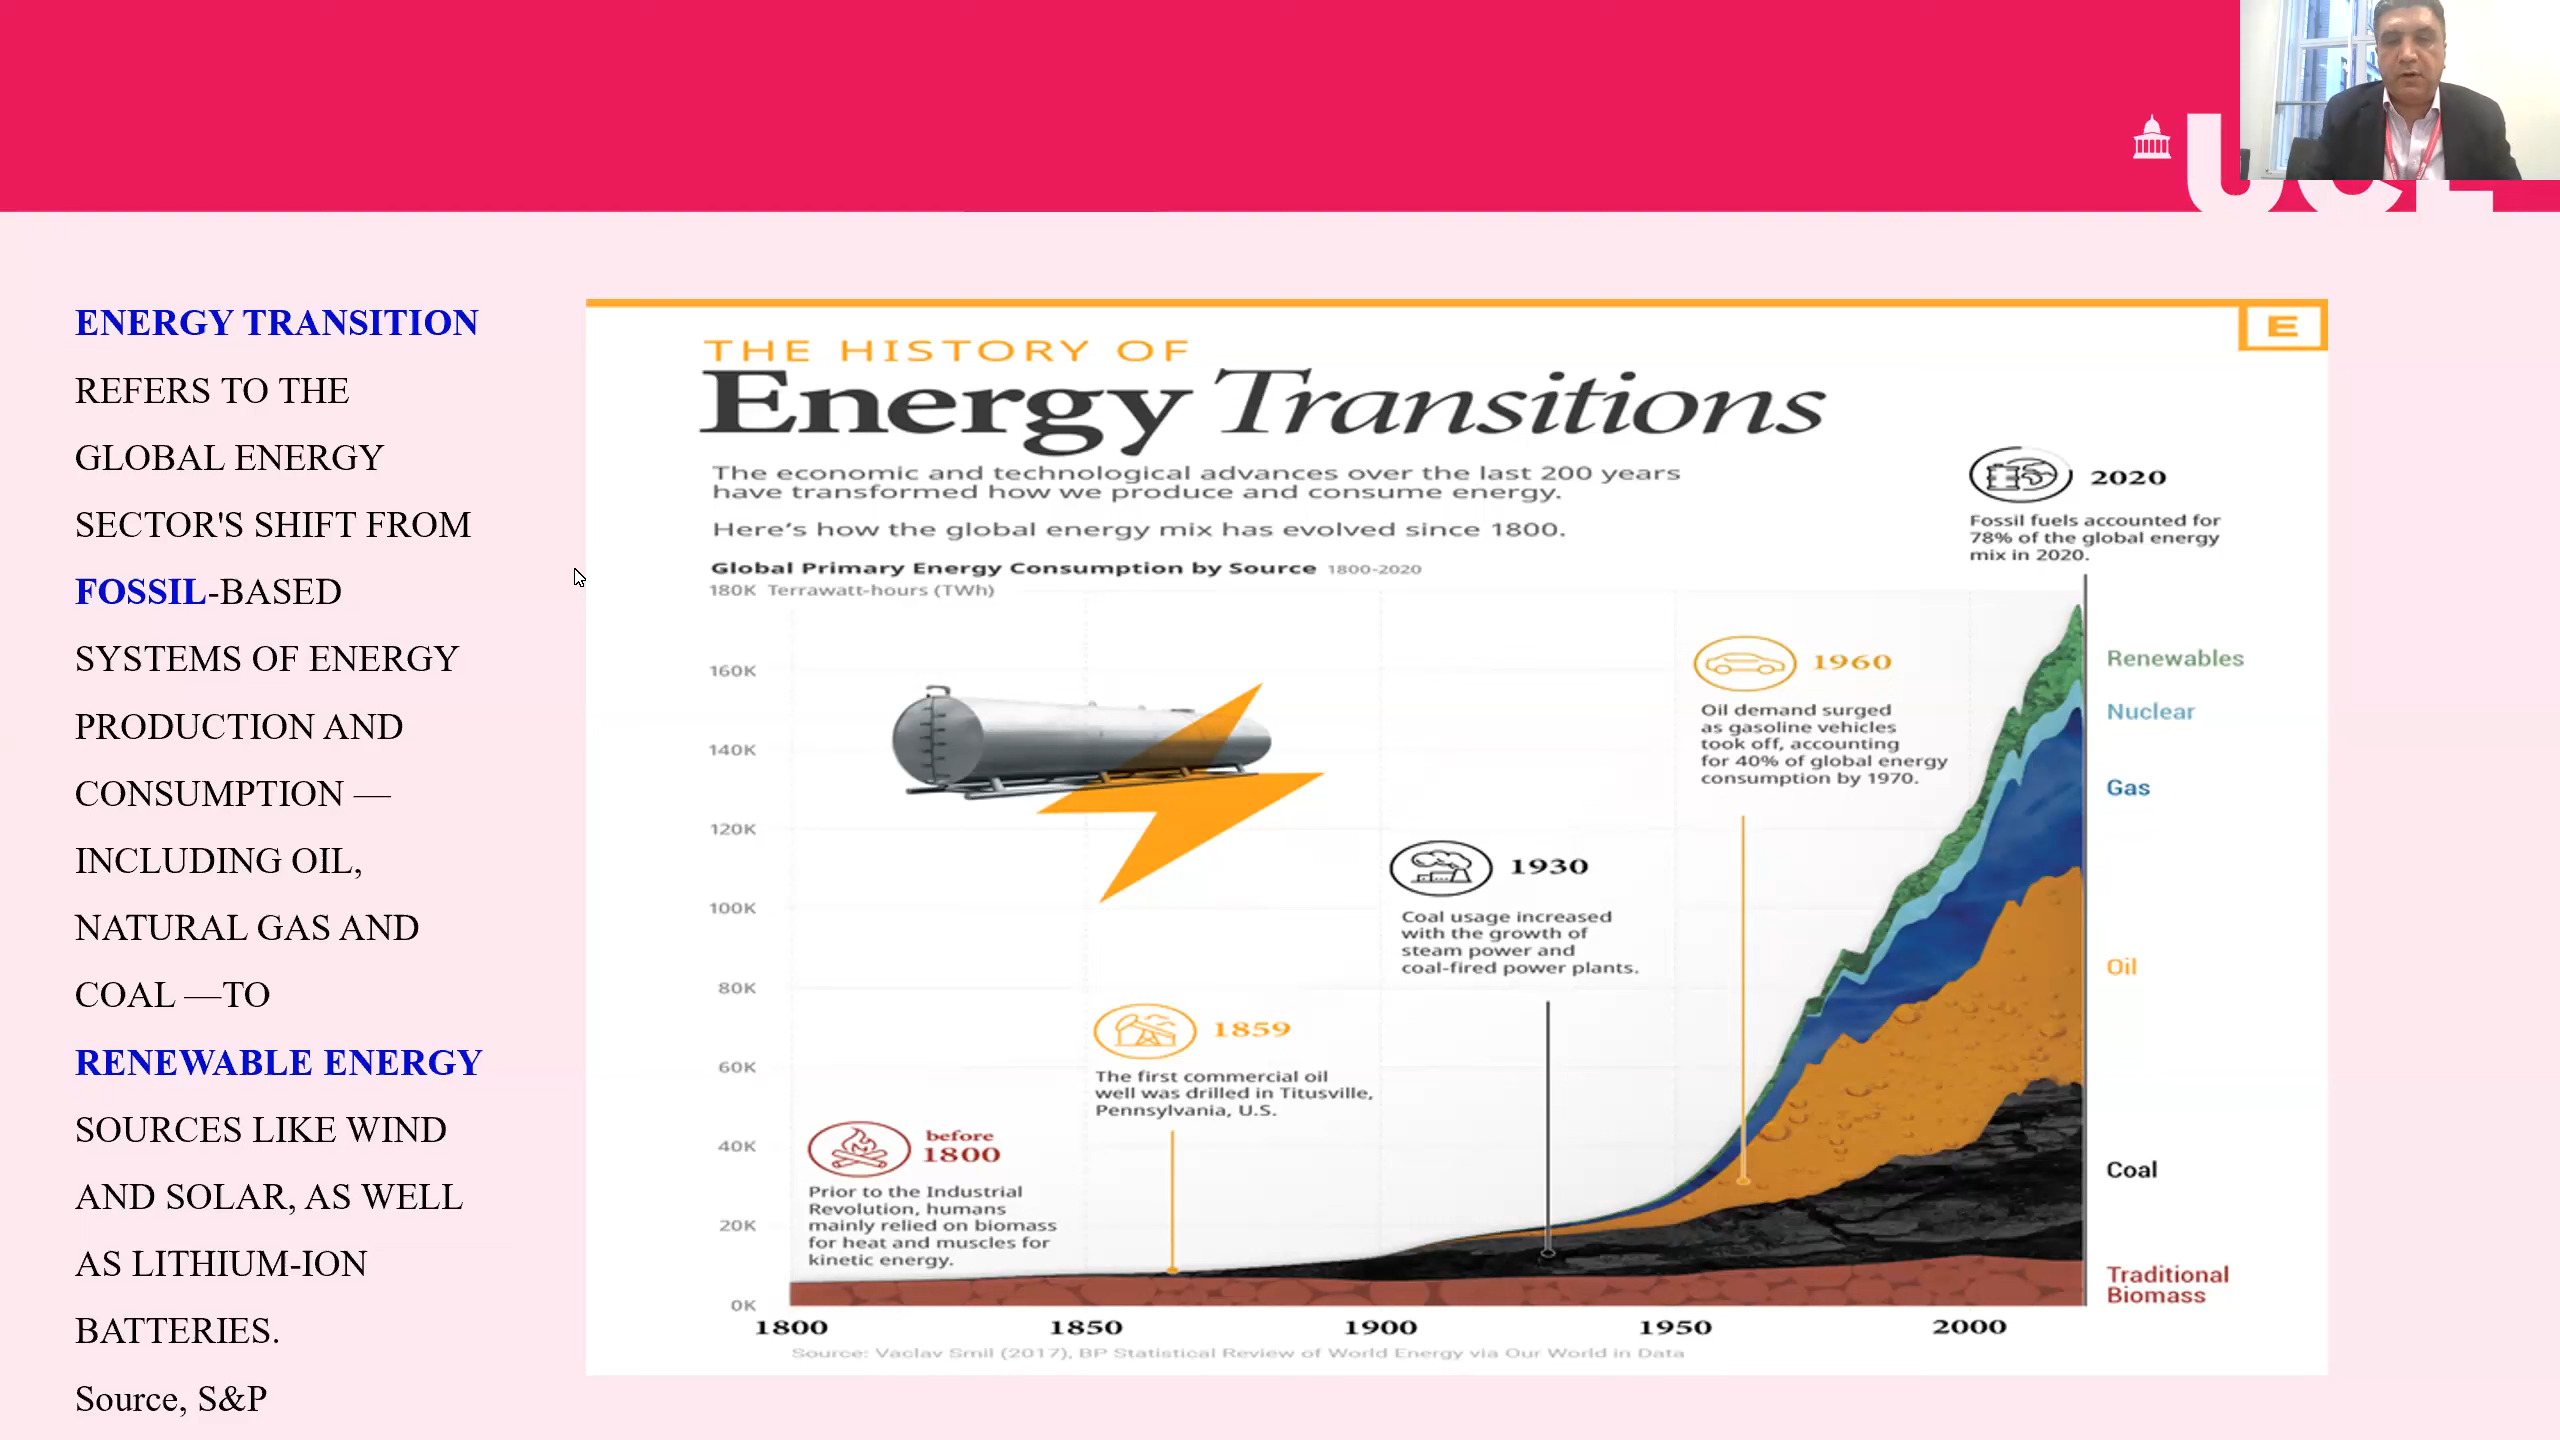 UCL
ENERGY TRANSITION
REFERS TO THE
GLOBAL ENERGY
SECTOR'S SHIFT FROM
FOSSIL-BASED
SYSTEMS OF ENERGY
PRODUCTION AND
CONSUMPTION —
INCLUDING OIL,
NATURAL GAS AND
COAL —TO
RENEWABLE ENERGY
SOURCES LIKE WIND
AND SOLAR, AS WELL
AS LITHIUM-ION
BATTERIES.
Source, S&P
E
THE HISTORY OF
Energy Transitions
The economic and technological advances over the last 200 years
have transformed how we produce and consume energy.
Here's how the global energy mix has evolved since 1800.
Global Primary Energy Consumption by Source 1800-2020
180K Terrawatt-hours (TWh)
160K
140K
120K
100K
80K
60K
40K
20K
0K
before
1800
Prior to the Industrial
Revolution, humans
mainly relied on biomass
for heat and muscles for
kinetic energy.
1859
The first commercial oil
well was drilled in Titusville,
Pennsylvania, U.S.
1930
Coal usage increased
with the growth of
steam power and
coal-fired power plants.
1960
Oil demand surged
as gasoline vehicles
took off, accounting
for 40% of global energy
consumption by 1970.
2020
Fossil fuels accounted for
78% of the global energy
mix in 2020.
Renewables
Nuclear
Gas
Oil
Coal
Traditional
Biomass
1800 1850 1900 1950 2000
Source: Vaclav Smil (2017), BP Statistical Review of World Energy via Our World in Data